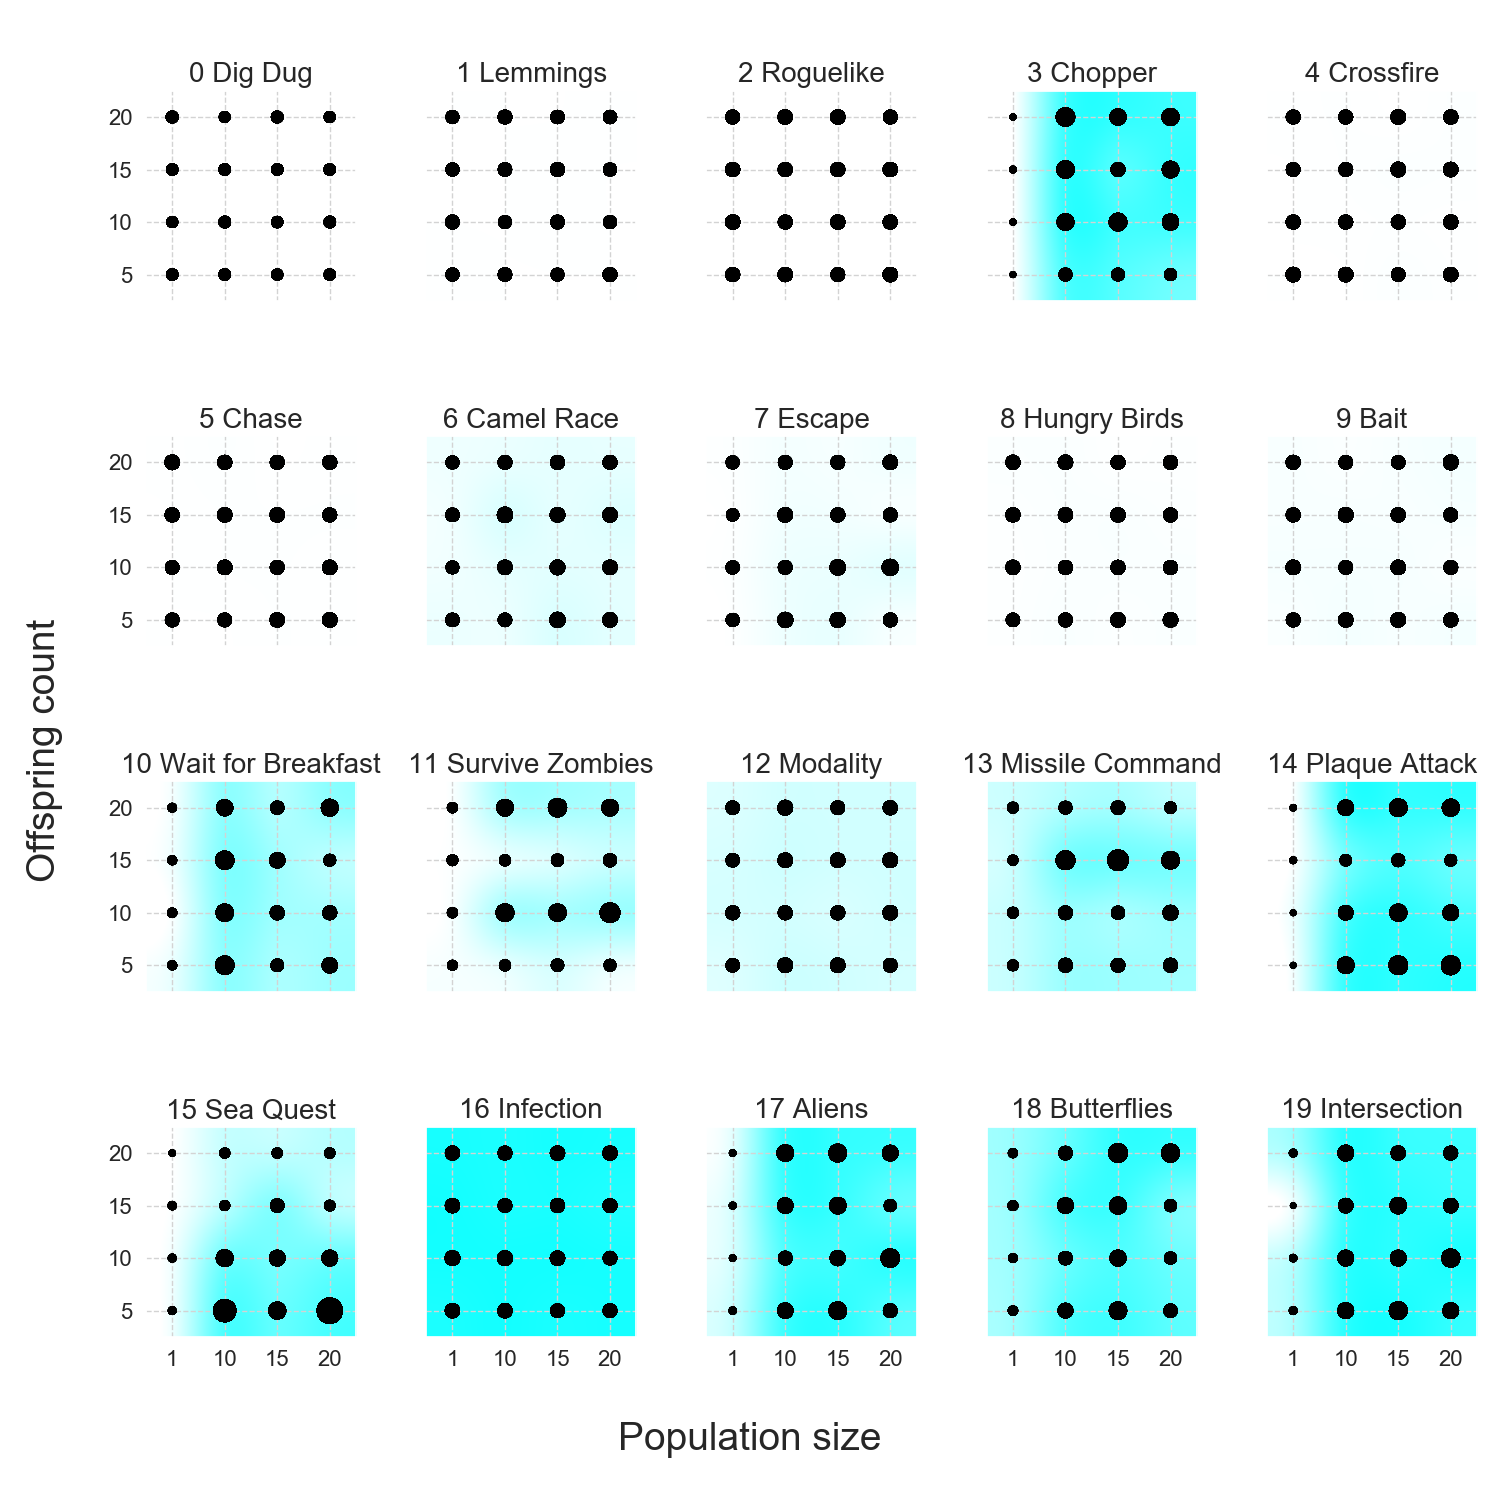 0 Dig Dug
1 Lemmings
2 Roguelike
3 Chopper
4 Crossfire
20
15
10
5
5 Chase
6 Camel Race
7 Escape
8 Hungry Birds
9 Bait
20
15
10
5
Offspring count
10 Wait for Breakfast
11 Survive Zombies
12 Modality
13 Missile Command
14 Plaque Attack
20
15
10
5
15 Sea Quest
16 Infection
17 Aliens
18 Butterflies
19 Intersection
20
15
10
5
1 10 15 20
1 10 15 20
1 10 15 20
1 10 15 20
1 10 15 20
Population size